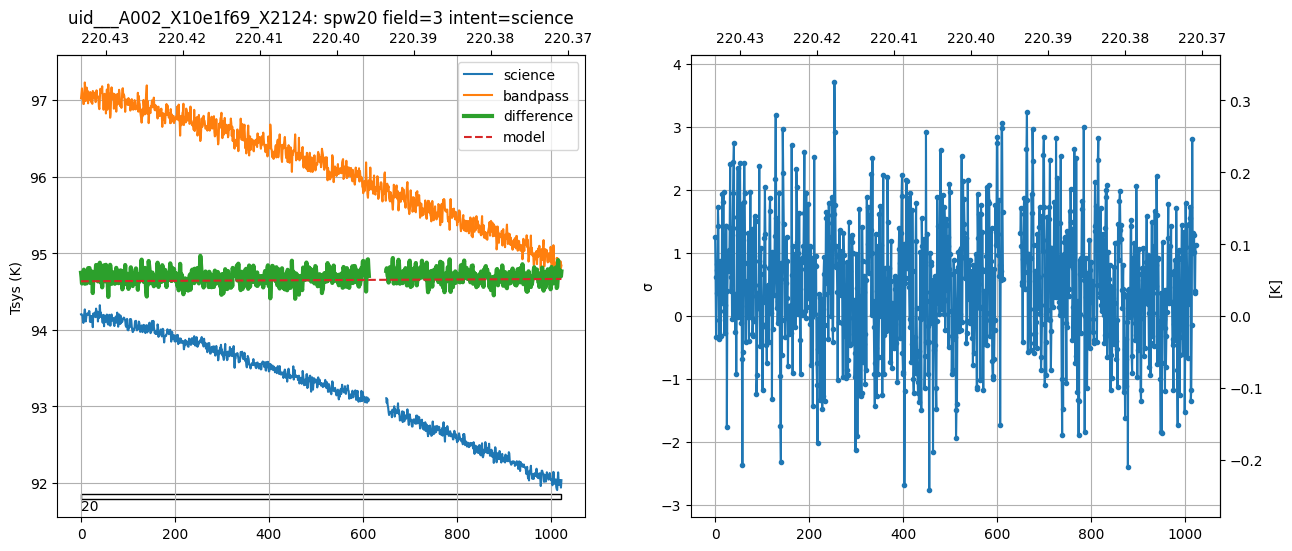 uid___A002_X10e1f69_X2124: spw20 field=3 intent=science
220.43 220.42 220.41 220.40 220.39 220.38 220.37
science
bandpass
difference
model
Tsys (K)
97
96
95
94
93
92
20
0 200 400 600 800 1000
220.43 220.42 220.41 220.40 220.39 220.38 220.37
σ
4
3
2
1
0
−1
−2
−3
0 200 400 600 800 1000
0.3
0.2
0.1
0.0
−0.1
−0.2
[K]